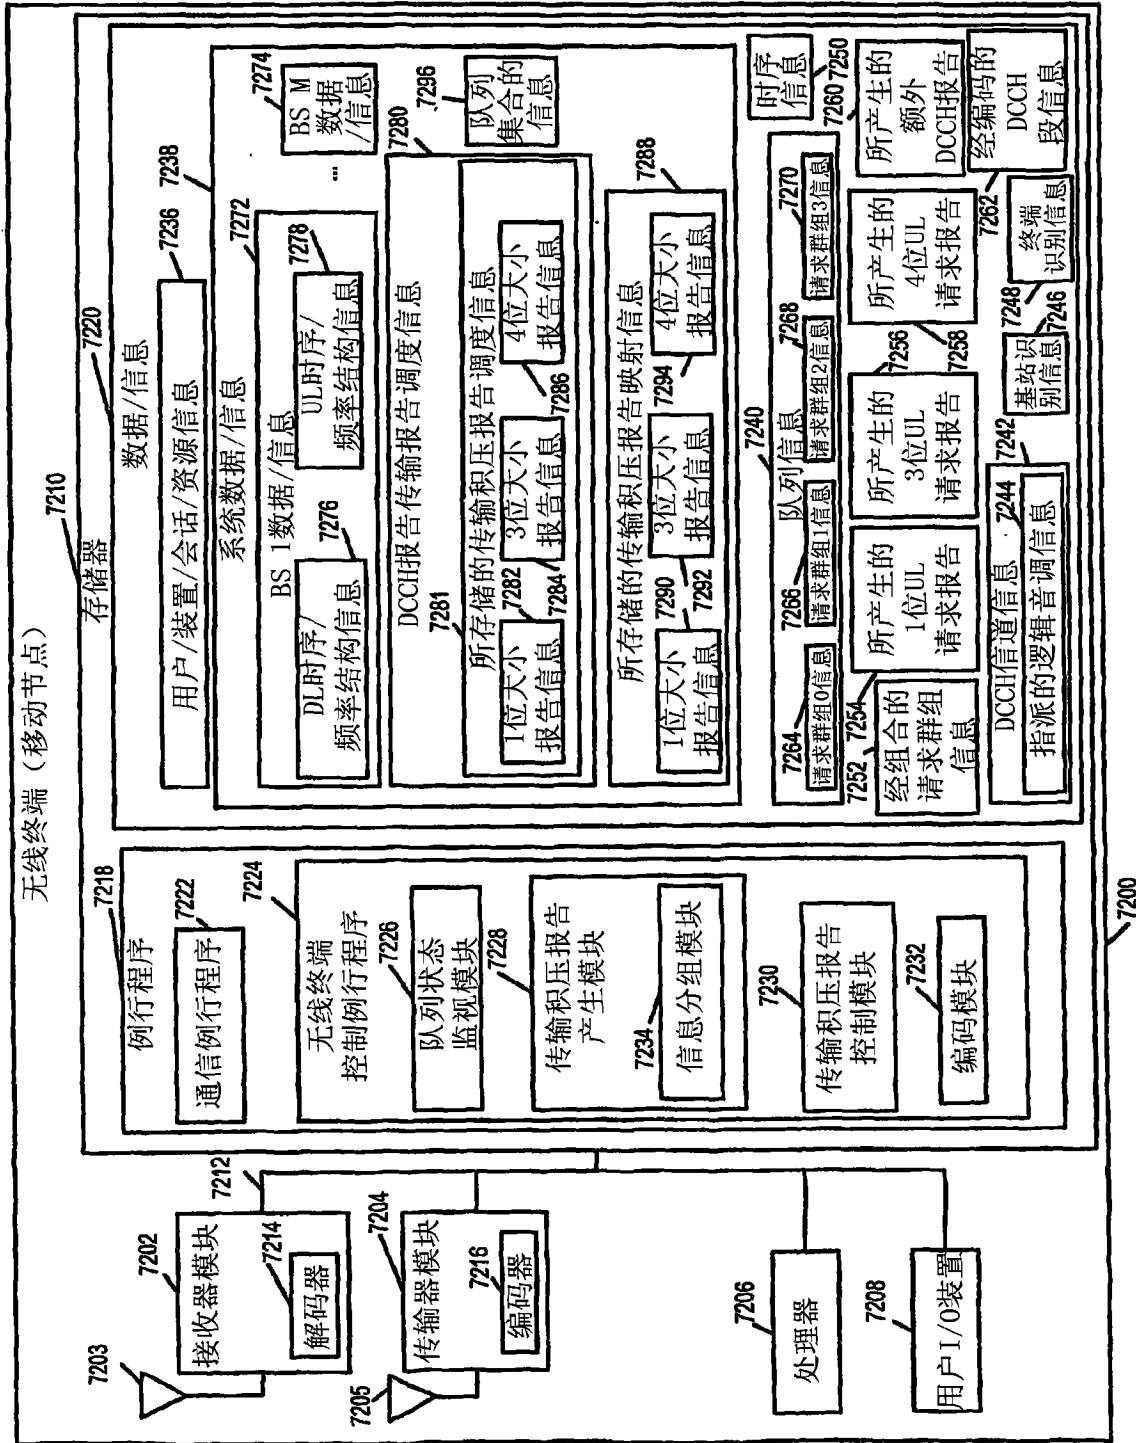 无线终端（移动节点）
7200
7203
7202
接收器模块
7214
解码器
7212
7205
7204
传输器模块
7216
编码器
7206
处理器
7208
用户I/O装置
7210
存储器
7218
例行程序
7222
通信例行程序
7224
无线终端
控制例行程序
7226
队列状态
监视模块
7228
传输积压报告
产生模块
7234
信息分组模块
7230
传输积压报告
控制模块
7232
编码模块
7220
数据/信息
7236
用户/装置/会话/资源信息
7238
系统数据/信息
7272
BS 1数据/信息
7276
DL时序/
频率结构信息
7278
UL时序/
频率结构信息
...
7274
BS M
数据
/信息
7280
DCCH报告传输报告调度信息
7281
所存储的传输积压报告调度信息
7282
1位大小
报告信息
7284
3位大小
报告信息
7286
4位大小
报告信息
7296
队列
集合的
信息
7288
所存储的传输积压报告映射信息
7290
1位大小
报告信息
7292
3位大小
报告信息
7294
4位大小
报告信息
7240
队列信息
7264
请求群组0信息
7266
请求群组1信息
7268
请求群组2信息
7270
请求群组3信息
7250
时序
信息
7252
经组合的
请求群组
信息
7254
所产生的
1位UL
请求报告
7256
所产生的
3位UL
请求报告
7258
所产生的
4位UL
请求报告
7260
所产生的
额外
DCCH报告
7242
DCCH信道信息
7244
指派的逻辑音调信息
7246
基站识
别信息
7248
终端
识别信息
7262
经编码的
DCCH
段信息